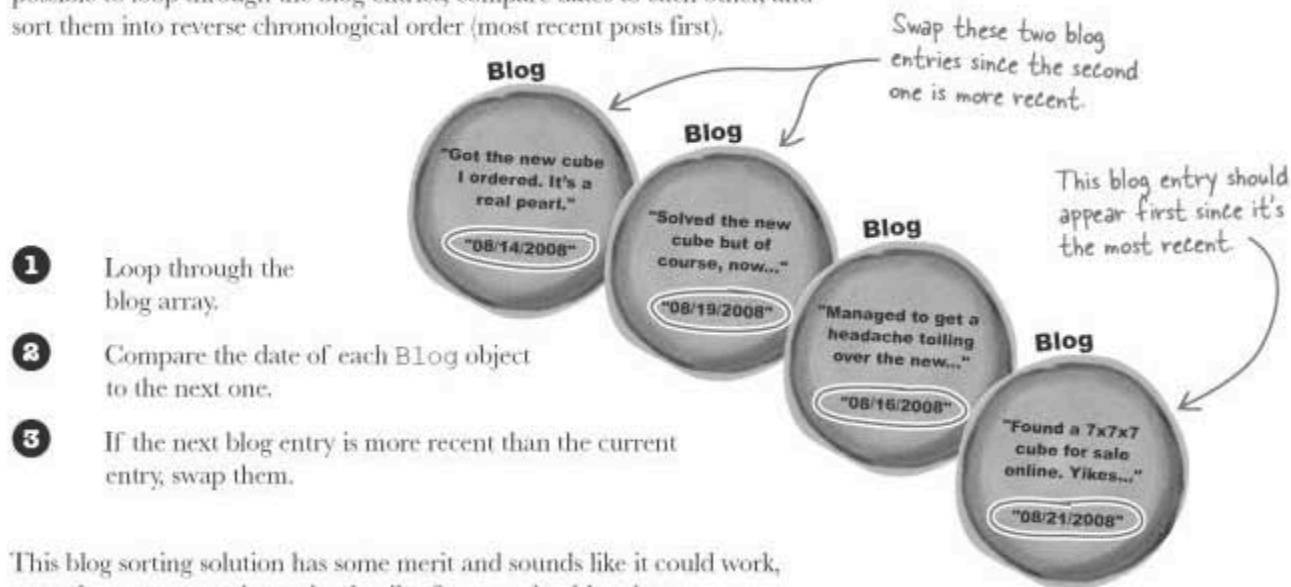 sort them into reverse chronological order (most recent posts first).
Swap these two blog
entries since the second
one is more recent.
Blog
"Got the new cube
I ordered. It's a
real pearl."
"08/14/2008"
Blog
"Solved the new
cube but of
course, now..."
"08/19/2008"
Blog
"Managed to get a
headache toiling
over the new..."
"08/16/2008"
This blog entry should
appear first since it's
the most recent.
Blog
"Found a 7x7x7
cube for sale
online. Yikes..."
"08/21/2008"
1 Loop through the
blog array.
2 Compare the date of each Blog object
to the next one.
3 If the next blog entry is more recent than the current
entry, swap them.
This blog sorting solution has some merit and sounds like it could work,